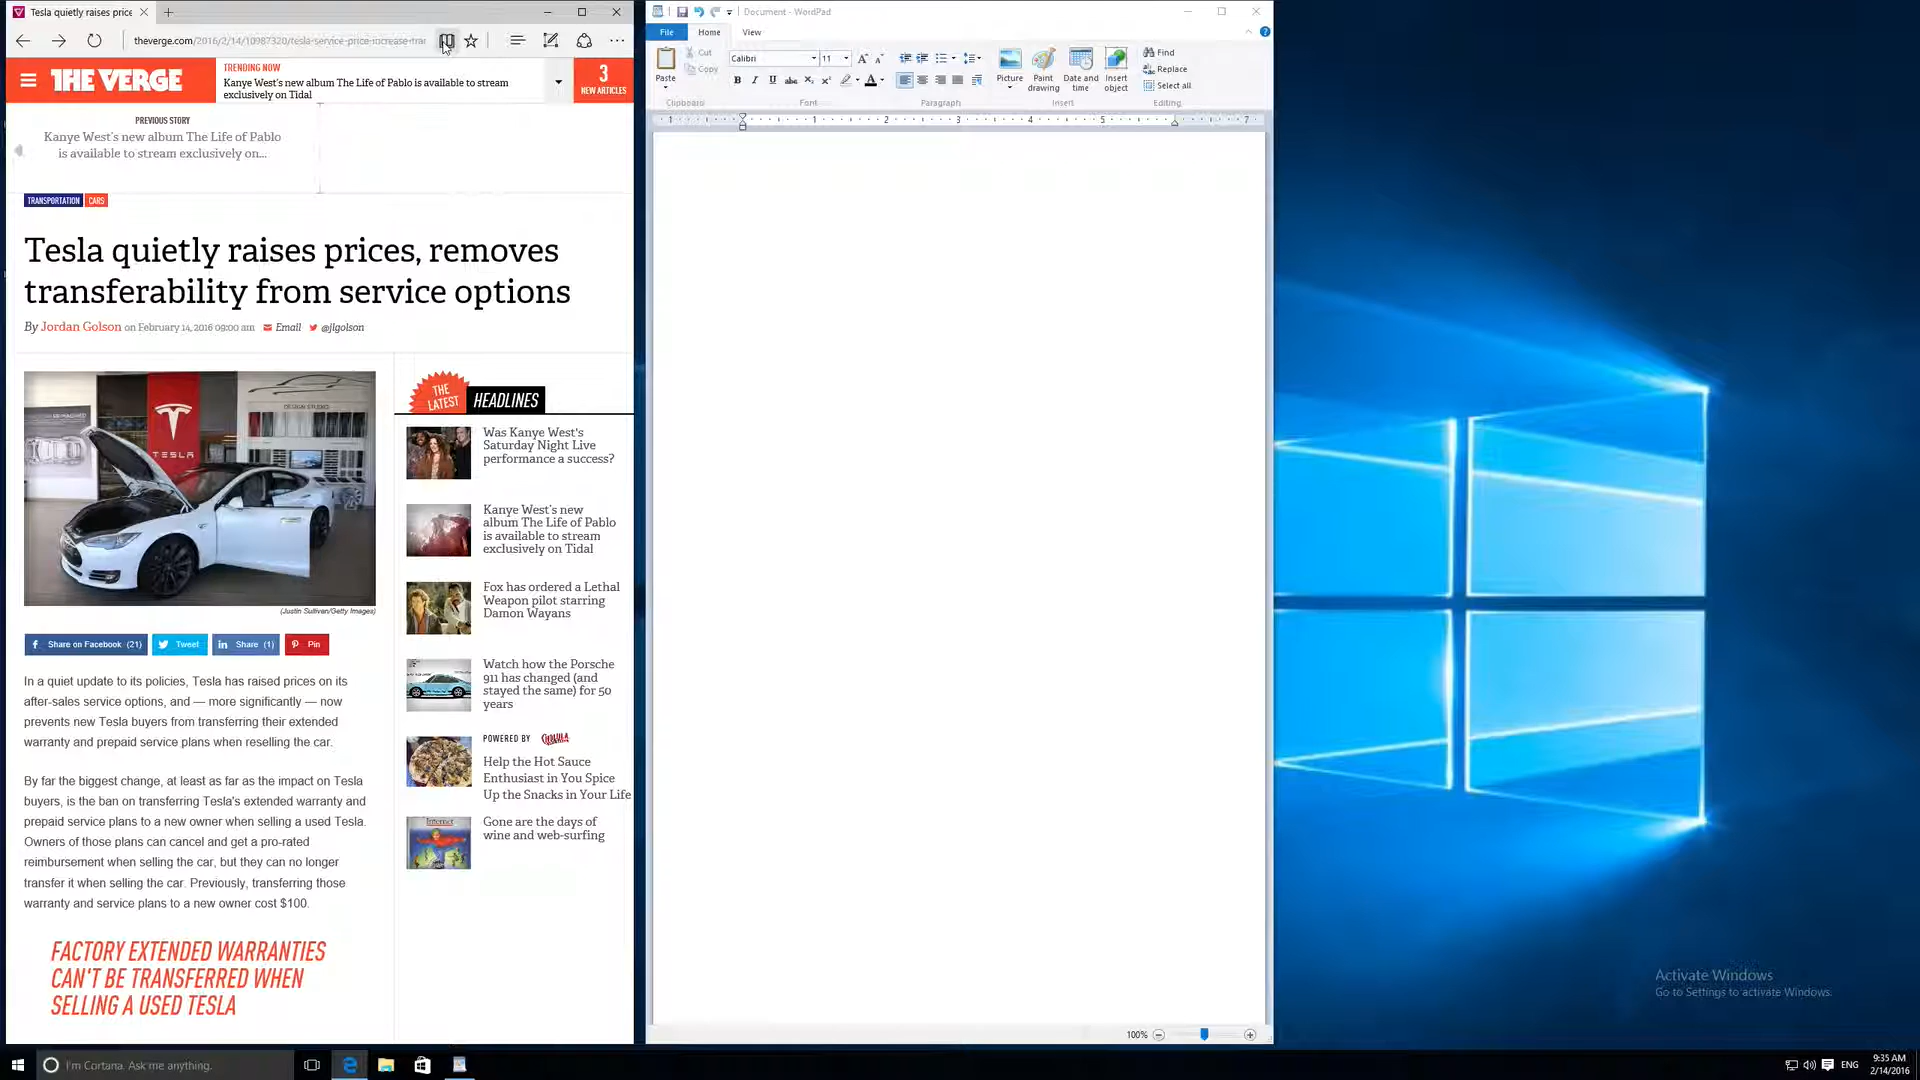 Tesla quietly raises price
theverge.com/2016/2/14/10987320/tesla-service-price-increase-trar
THE VERGE
TRENDING NOW
Kanye West's new album The Life of Pablo is available to stream
exclusively on Tidal
3
NEW ARTICLES
PREVIOUS STORY
Kanye West's new album The Life of Pablo
is available to stream exclusively on...
TRANSPORTATION CARS
Tesla quietly raises prices, removes
transferability from service options
By Jordan Golson on February 14, 2016 09:00 am Email @jlgolson
DESIGN STUDIO
TESLA
(Justin Sullivan/Getty Images)
Share on Facebook (21) Tweet Share (1) Pin
In a quiet update to its policies, Tesla has raised prices on its
after-sales service options, and — more significantly — now
prevents new Tesla buyers from transferring their extended
warranty and prepaid service plans when reselling the car.
By far the biggest change, at least as far as the impact on Tesla
buyers, is the ban on transferring Tesla's extended warranty and
prepaid service plans to a new owner when selling a used Tesla.
Owners of those plans can cancel and get a pro-rated
reimbursement when selling the car, but they can no longer
transfer it when selling the car. Previously, transferring those
warranty and service plans to a new owner cost $100.
FACTORY EXTENDED WARRANTIES
CAN'T BE TRANSFERRED WHEN
SELLING A USED TESLA
THE
LATEST
HEADLINES
Was Kanye West's
Saturday Night Live
performance a success?
Kanye West's new
album The Life of Pablo
is available to stream
exclusively on Tidal
Fox has ordered a Lethal
Weapon pilot starring
Damon Wayans
Watch how the Porsche
911 has changed (and
stayed the same) for 50
years
POWERED BY CHOLULA
Help the Hot Sauce
Enthusiast in You Spice
Up the Snacks in Your Life
Internet
Gone are the days of
wine and web-surfing
Document - WordPad
File Home View
Paste
Cut
Copy
Clipboard
Calibri 11
B I U abc X₂ X²
A
Font
Paragraph
Picture
Paint
drawing
Date and
time
Insert
object
Insert
Find
Replace
Select all
Editing
1 1 2 3 4 5 7
100%
Activate Windows
Go to Settings to activate Windows.
I'm Cortana. Ask me anything.
ENG
9:35 AM
2/14/2016